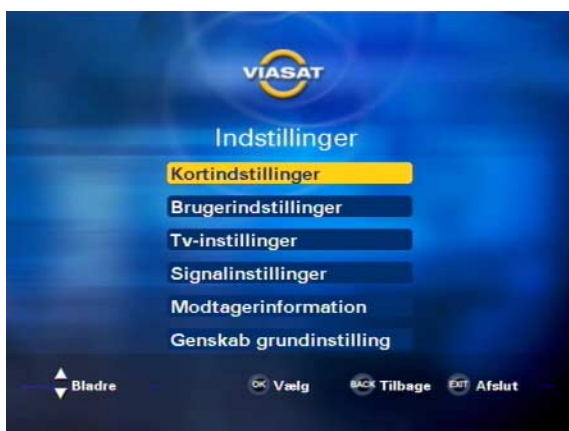 VIASAT
Indstillinger
Kortindstillinger
Brugerindstillinger
Tv-instillinger
Signalinstillinger
Modtagerinformation
Genskab grundinstilling
Bladre OK Vælg BACK Tilbage EXIT Afslut